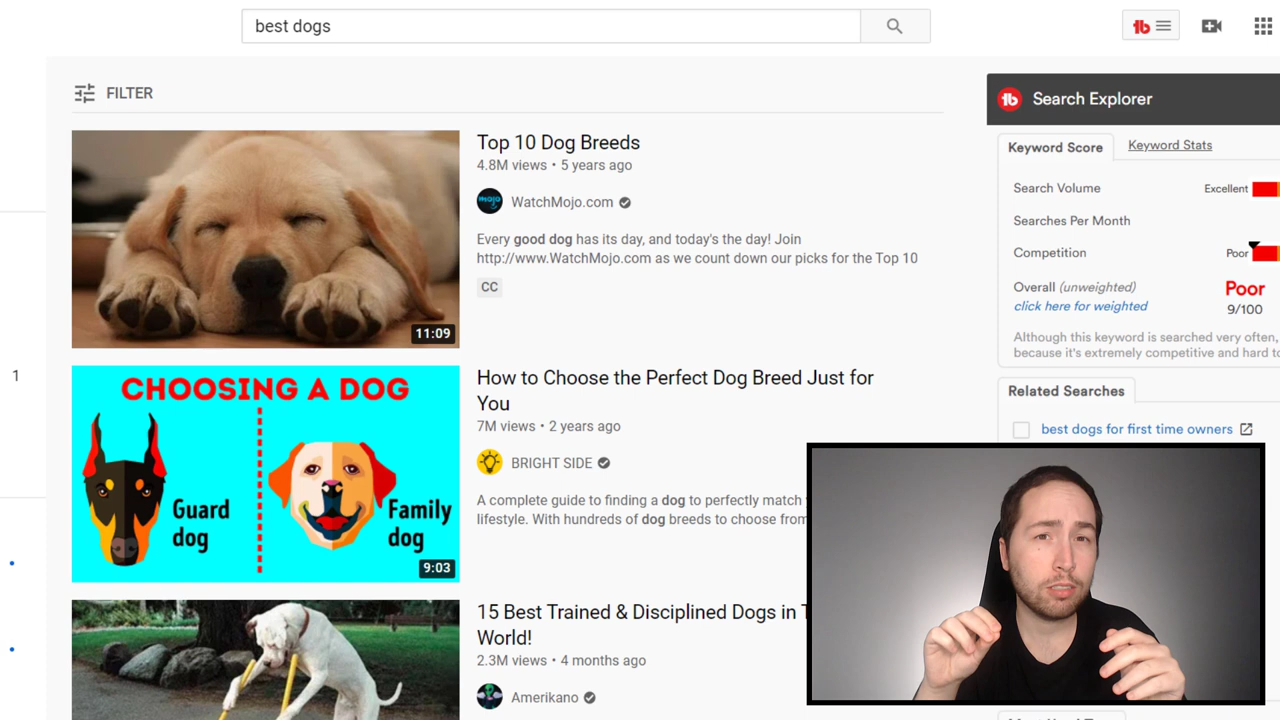 best dogs
FILTER
Top 10 Dog Breeds
4.8M views • 5 years ago
mojo
WatchMojo.com
Every good dog has its day, and today's the day! Join
http://www.WatchMojo.com as we count down our picks for the Top 10
CC
11:09
CHOOSING A DOG
Guard
dog
Family
dog
9:03
How to Choose the Perfect Dog Breed Just for
You
7M views • 2 years ago
BRIGHT SIDE
A complete guide to finding a dog to perfectly match
lifestyle. With hundreds of dog breeds to choose from
15 Best Trained & Disciplined Dogs in T
World!
2.3M views • 4 months ago
Amerikano
1
tb
tb Search Explorer
Keyword Score Keyword Stats
Search Volume Excellent
Searches Per Month
Competition Poor
Overall (unweighted) Poor
click here for weighted 9/100
Although this keyword is searched very often,
because it's extremely competitive and hard to
Related Searches
best dogs for first time owners